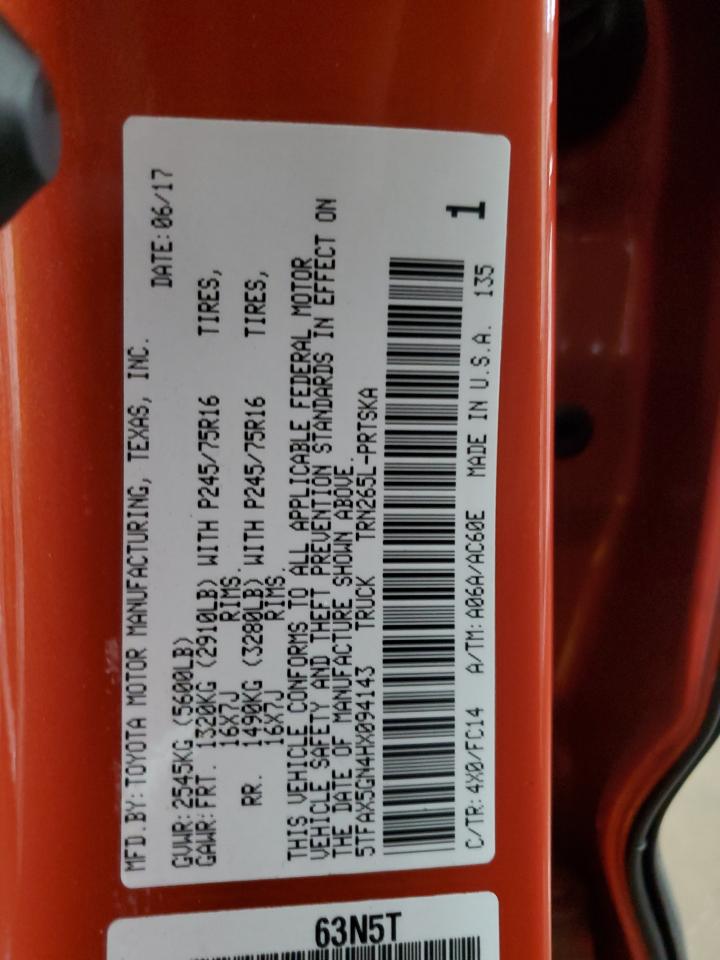 MFD.BY:TOYOTA MOTOR MANUFACTURING, TEXAS, INC.
DATE:06/17
GVWR:2545KG (5600LB)
GAWR:FRT. 1320KG (2910LB) WITH P245/75R16 TIRES,
16X7J RIMS.
RR. 1490KG (3280LB) WITH P245/75R16 TIRES,
16X7J RIMS.
THIS VEHICLE CONFORMS TO ALL APPLICABLE FEDERAL MOTOR
VEHICLE SAFETY AND THEFT PREVENTION STANDARDS IN EFFECT ON
THE DATE OF MANUFACTURE SHOWN ABOVE.
5TFAX5GN4HX094143 TRUCK TRN265L-PRTSKA
1
C/TR:4X0/FC14 A/TM:A06A/AC60E MADE IN U.S.A. 135
63N5T